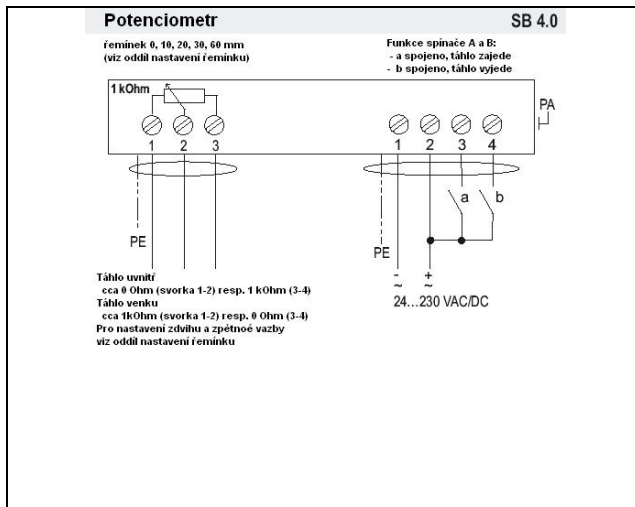 Potenciometr SB 4.0
řemínek 0, 10, 20, 30, 60 mm
(viz oddíl nastavení řemínku)
Funkce spínače A a B:
- a spojeno, táhlo zajede
- b spojeno, táhlo vyjede
1 kOhm
PA
1 2 3
1 2 3 4
a b
PE
PE
- +
~ ~
24...230 VAC/DC
Táhlo uvnitř
cca 0 Ohm (svorka 1-2) resp. 1 kOhm (3-4)
Táhlo venku
cca 1kOhm (svorka 1-2) resp. 0 Ohm (3-4)
Pro nastavení zdvihu a zpětnoé vazby
viz oddíl nastavení řemínku